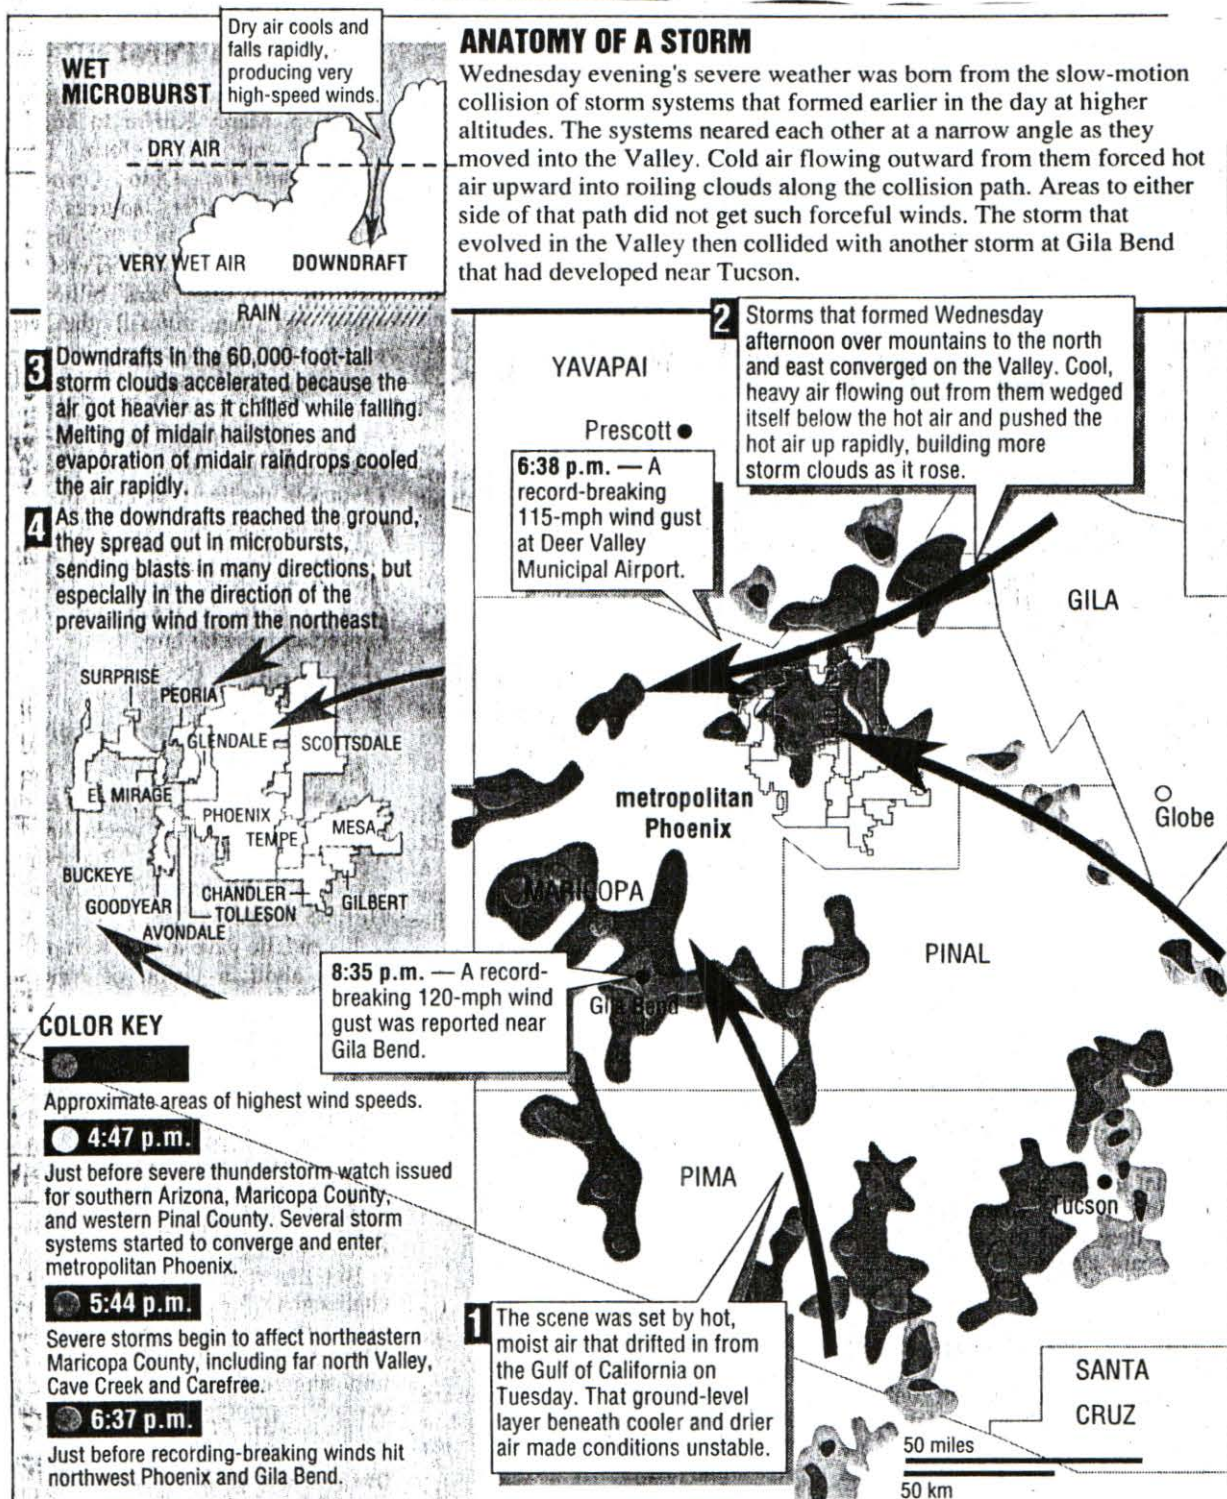 ANATOMY OF A STORM
Wednesday evening's severe weather was born from the slow-motion
collision of storm systems that formed earlier in the day at higher
altitudes. The systems neared each other at a narrow angle as they
moved into the Valley. Cold air flowing outward from them forced hot
air upward into roiling clouds along the collision path. Areas to either
side of that path did not get such forceful winds. The storm that
evolved in the Valley then collided with another storm at Gila Bend
that had developed near Tucson.
WET
MICROBURST
Dry air cools and
falls rapidly,
producing very
high-speed winds.
DRY AIR
VERY WET AIR
DOWNDRAFT
RAIN
3
Downdrafts in the 60,000-foot-tall
storm clouds accelerated because the
air got heavier as it chilled while falling.
Melting of midair hailstones and
evaporation of midair raindrops cooled
the air rapidly.
4
As the downdrafts reached the ground,
they spread out in microbursts,
sending blasts in many directions, but
especially in the direction of the
prevailing wind from the northeast.
SURPRISE
PEORIA
GLENDALE
SCOTTSDALE
EL MIRAGE
PHOENIX
TEMPE
MESA
BUCKEYE
GOODYEAR
CHANDLER
TOLLESON
GILBERT
AVONDALE
COLOR KEY
Approximate areas of highest wind speeds.
4:47 p.m.
Just before severe thunderstorm watch issued
for southern Arizona, Maricopa County,
and western Pinal County. Several storm
systems started to converge and enter
metropolitan Phoenix.
5:44 p.m.
Severe storms begin to affect northeastern
Maricopa County, including far north Valley,
Cave Creek and Carefree.
6:37 p.m.
Just before recording-breaking winds hit
northwest Phoenix and Gila Bend.
2
Storms that formed Wednesday
afternoon over mountains to the north
and east converged on the Valley. Cool,
heavy air flowing out from them wedged
itself below the hot air and pushed the
hot air up rapidly, building more
storm clouds as it rose.
YAVAPAI
Prescott
6:38 p.m. — A
record-breaking
115-mph wind gust
at Deer Valley
Municipal Airport.
GILA
metropolitan
Phoenix
Globe
MARICOPA
PINAL
8:35 p.m. — A record-
breaking 120-mph wind
gust was reported near
Gila Bend.
Gila Bend
PIMA
Tucson
1
The scene was set by hot,
moist air that drifted in from
the Gulf of California on
Tuesday. That ground-level
layer beneath cooler and drier
air made conditions unstable.
SANTA
CRUZ
50 miles
50 km